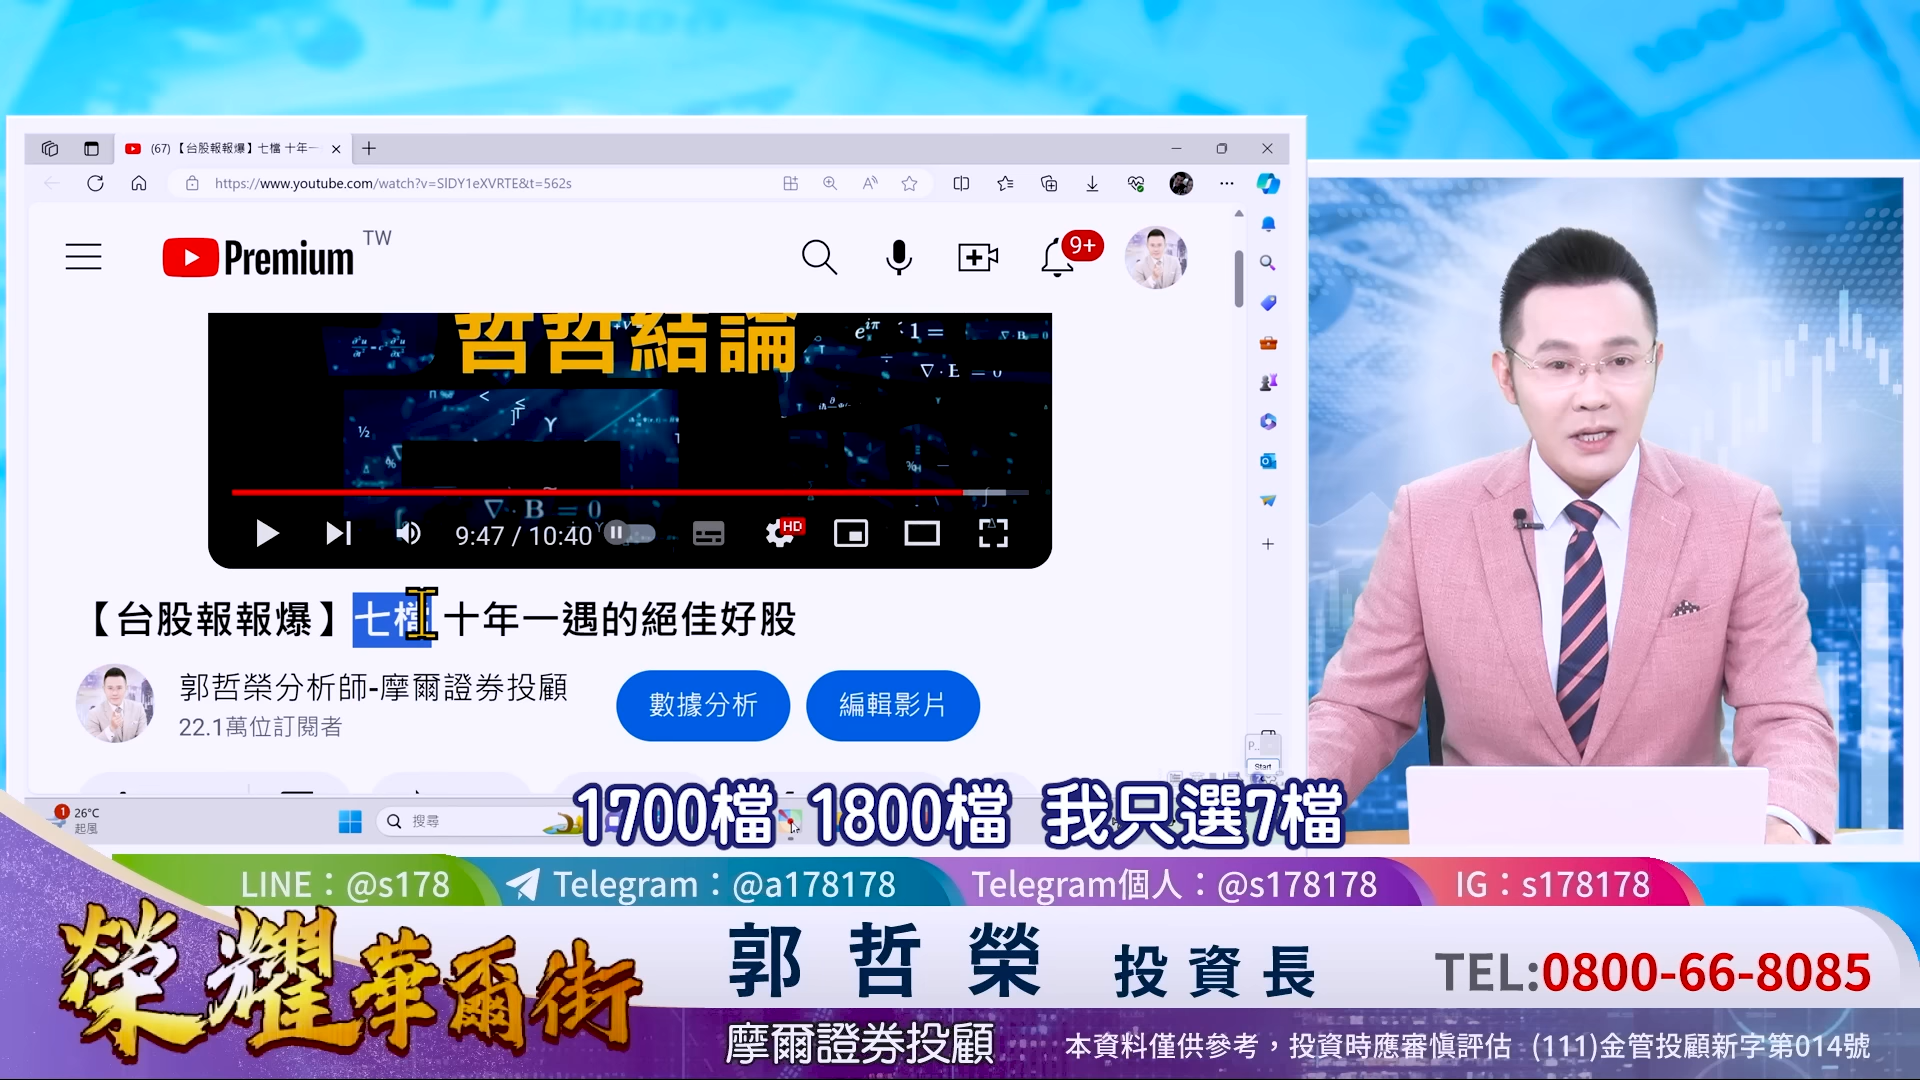 (67)【台股報報爆】七檔 十年一
https://www.youtube.com/watch?v=SlDY1eXVRTE&t=562s
Premium TW
9+
哲哲結論
9:47 / 10:40
HD
【台股報報爆】七檔 十年一遇的絕佳好股
郭哲榮分析師-摩爾證券投顧
22.1萬位訂閱者
數據分析
編輯影片
P...
Start
1
26°C
起風
搜尋
1700檔 1800檔 我只選7檔
LINE：@s178
Telegram：@a178178
Telegram個人：@s178178
IG：s178178
榮耀華爾街
郭哲榮 投資長
TEL:0800-66-8085
摩爾證券投顧
本資料僅供參考，投資時應審慎評估 (111)金管投顧新字第014號